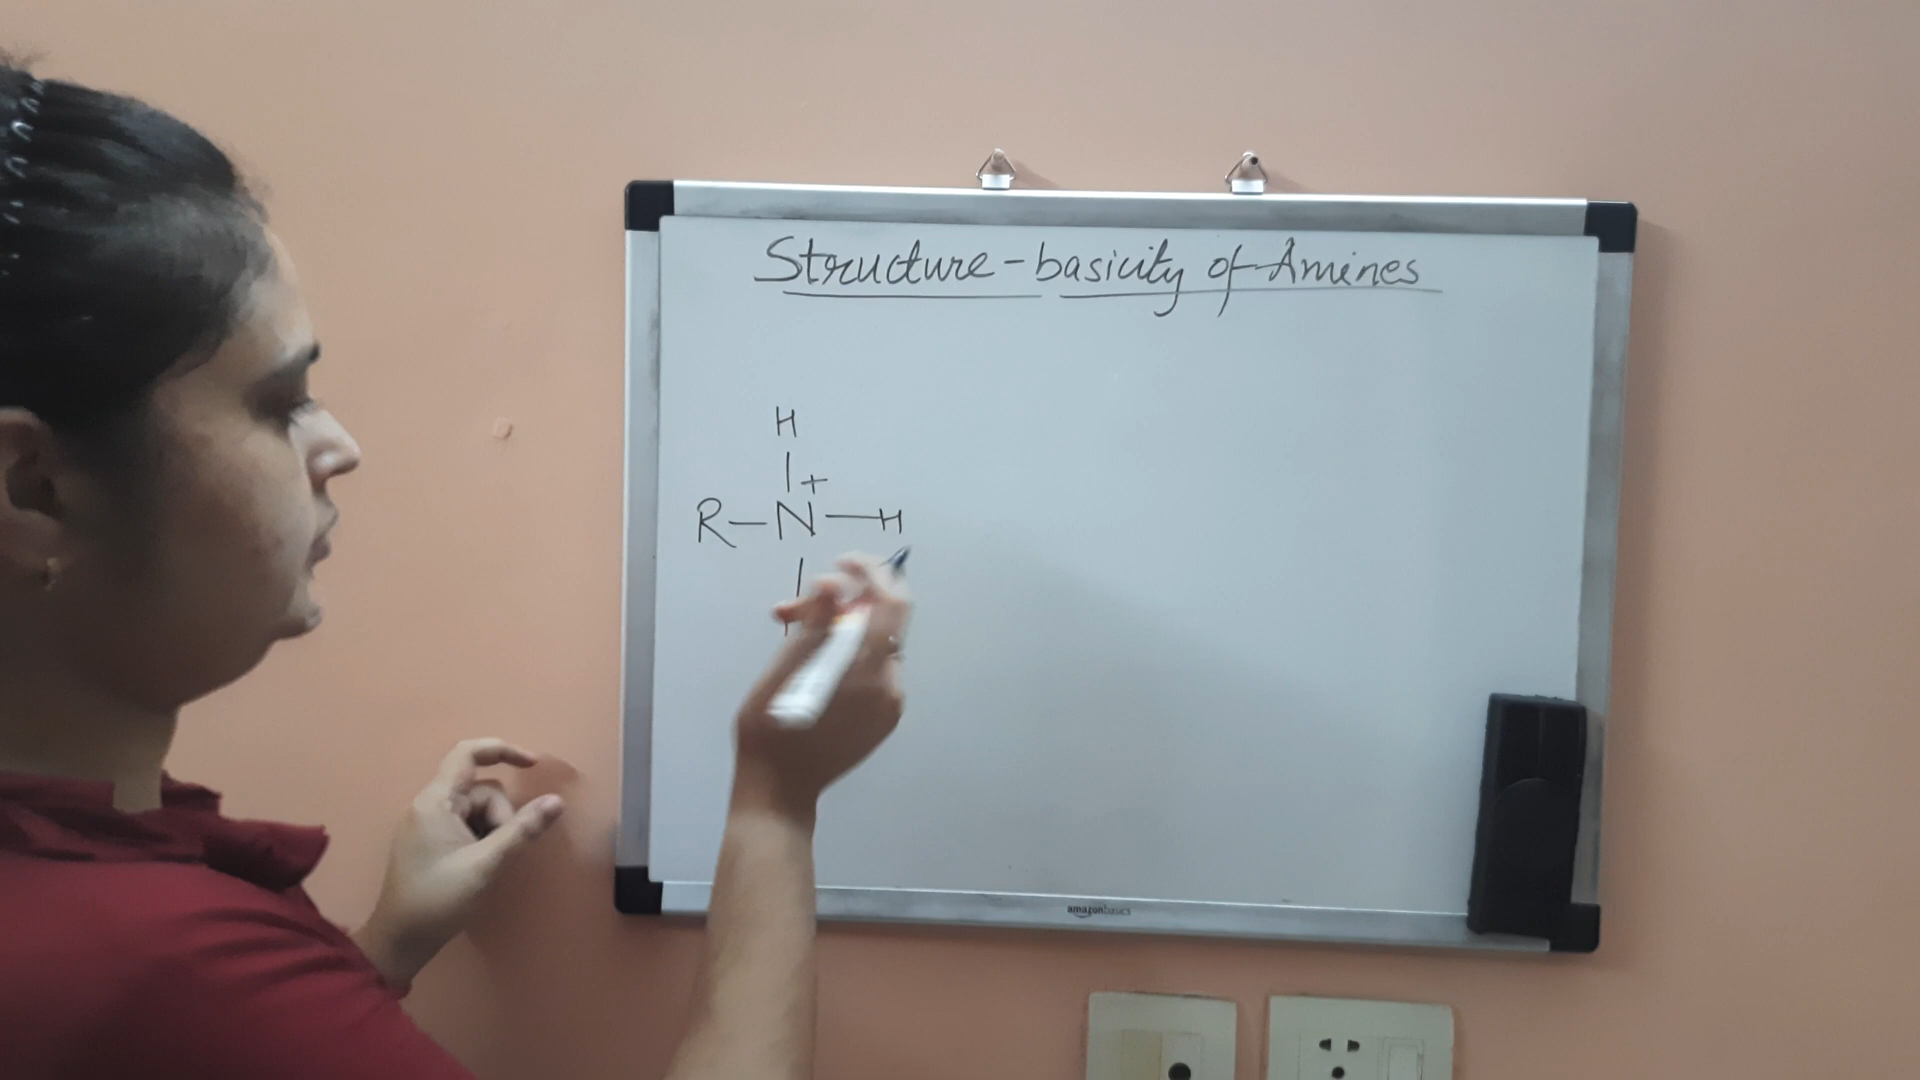 Structure-basicity of Amines
H
+
R-N-H
amazonbasics